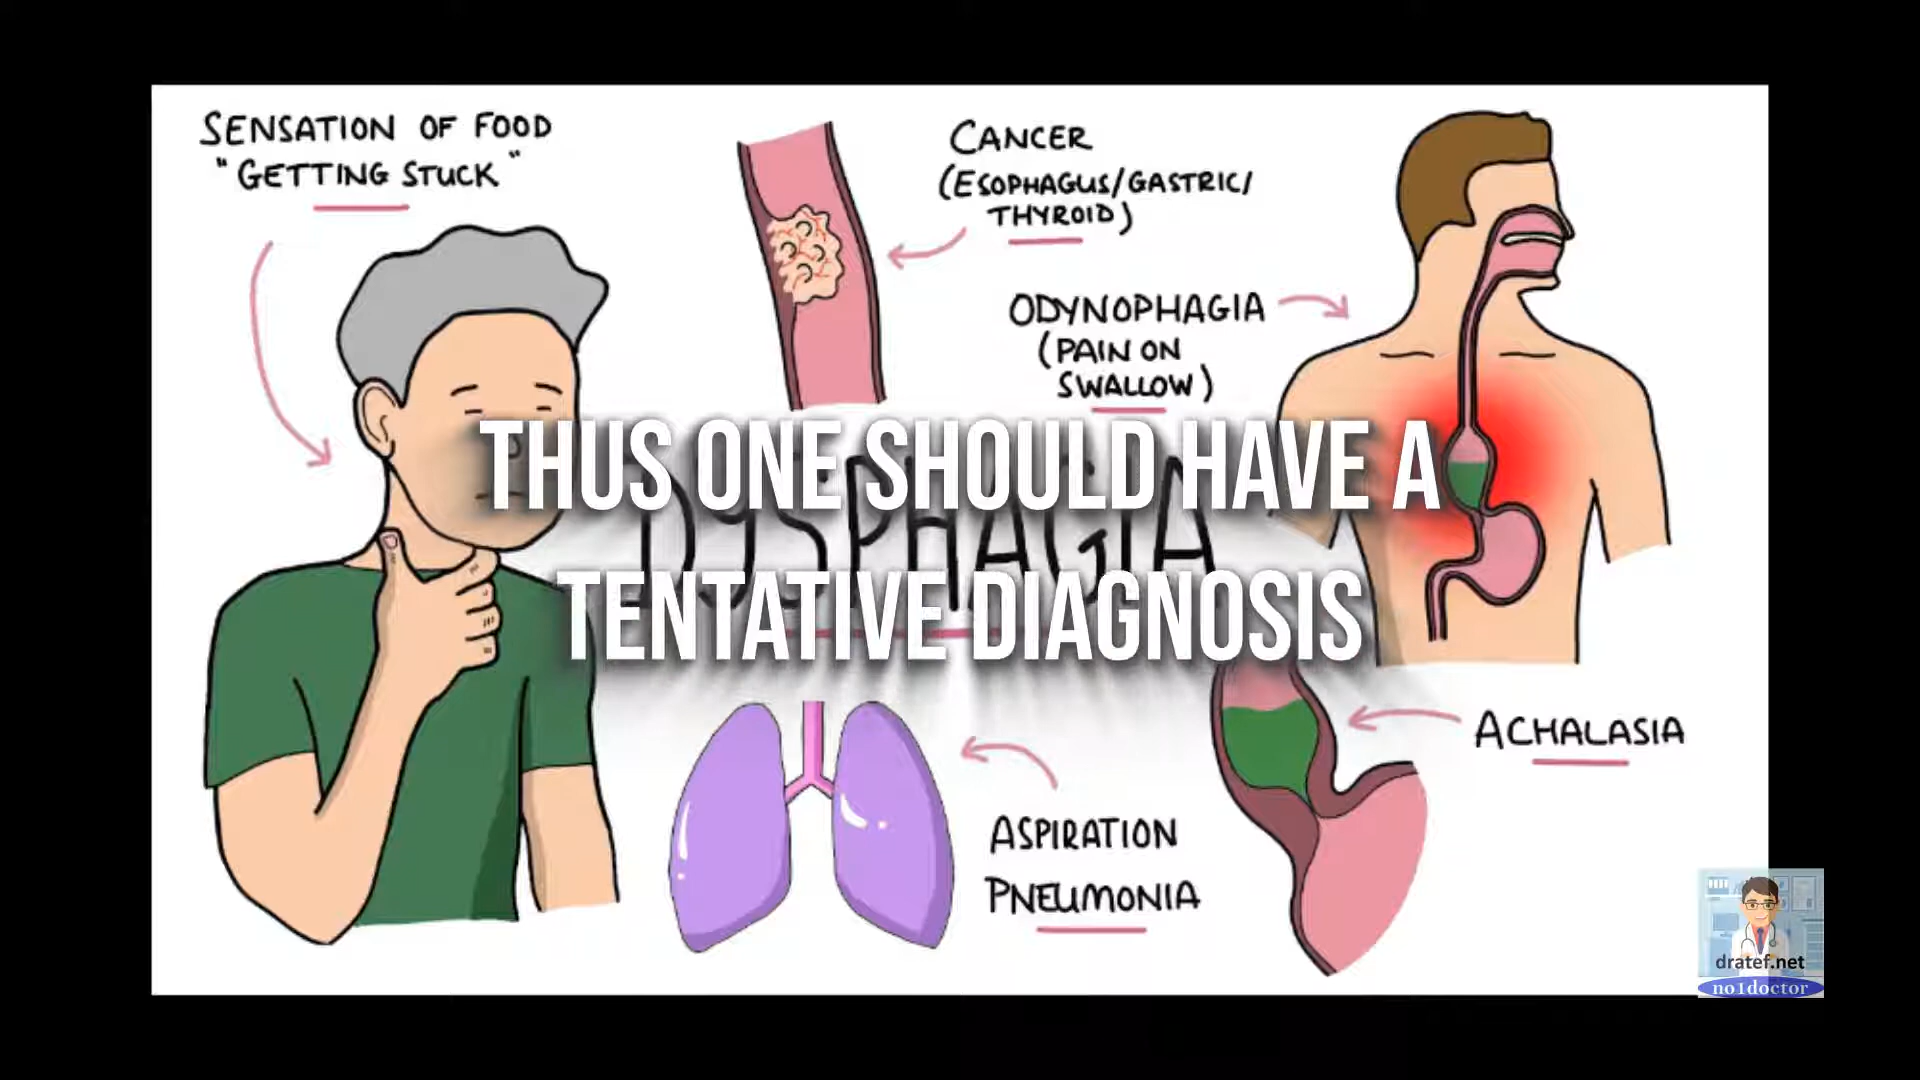 SENSATION OF FOOD
"GETTING STUCK"
CANCER
(ESOPHAGUS/GASTRIC/
THYROID)
ODYNOPHAGIA
(PAIN ON
SWALLOW)
THUS ONE SHOULD HAVE A
DYSPHAGIA
TENTATIVE DIAGNOSIS
ACHALASIA
ASPIRATION
PNEUMONIA
dratef.net
no1doctor